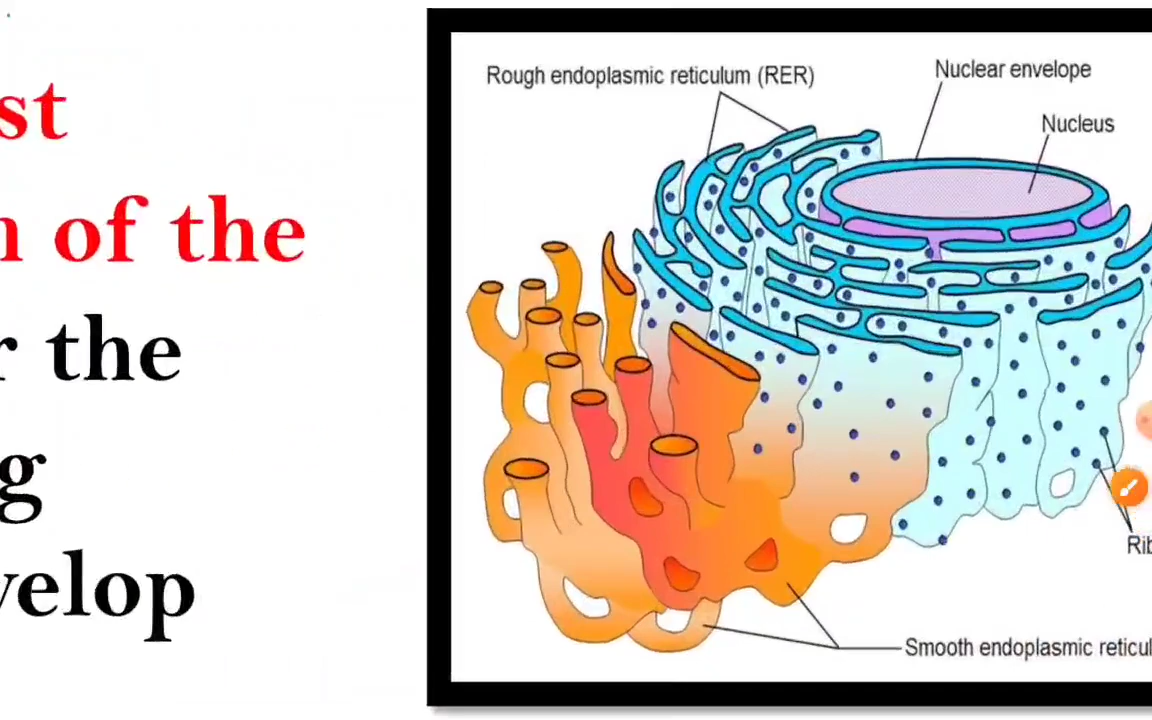 st
n of the
r the
g
velop
Rough endoplasmic reticulum (RER)
Nuclear envelope
Nucleus
Rib
Smooth endoplasmic reticul